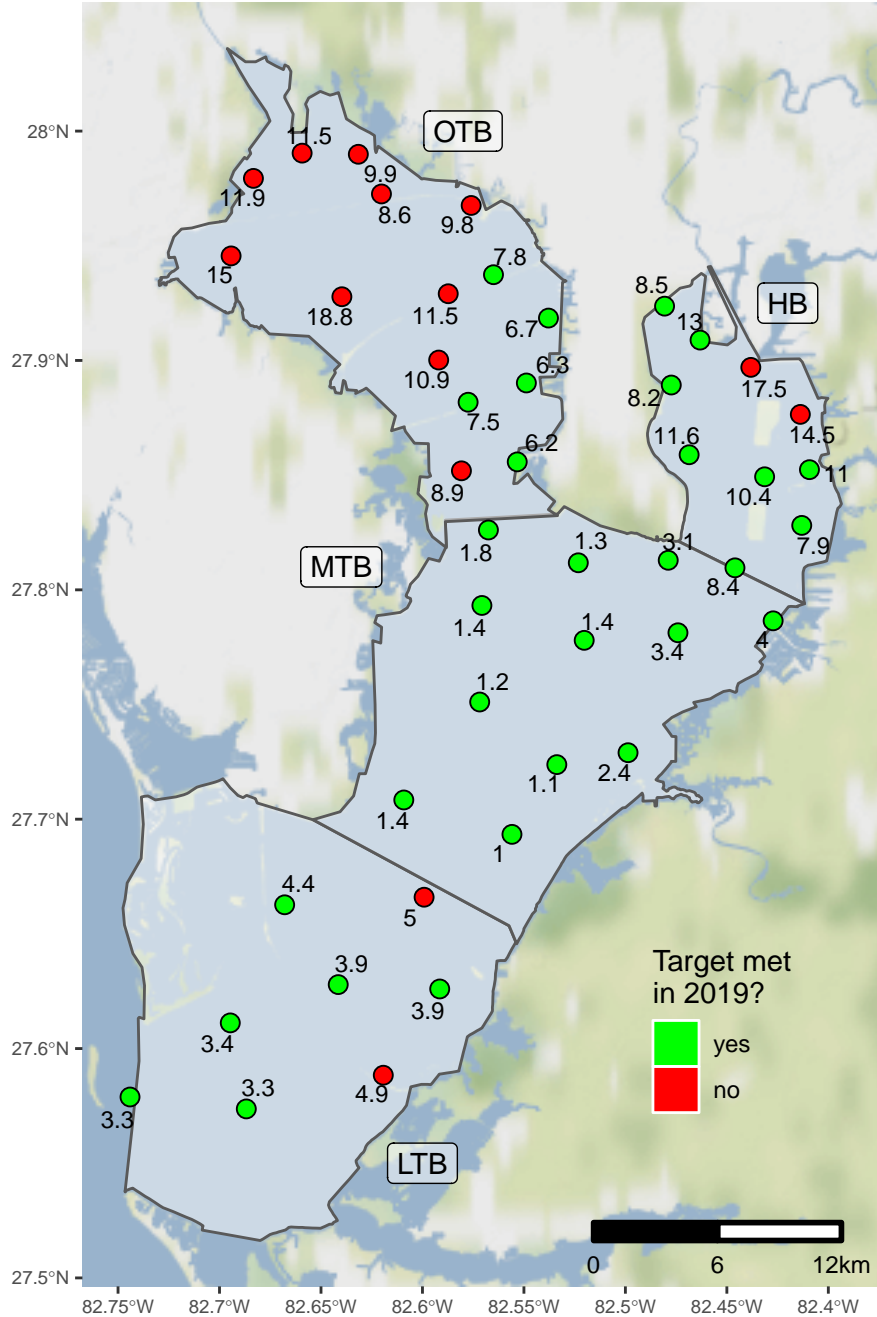 28°N
27.9°N
27.8°N
27.7°N
27.6°N
27.5°N
OTB
11.5
9.9
11.9
8.6
9.8
15
7.8
18.8
11.5
6.7
10.9
6.3
7.5
6.2
8.9
HB
8.5
13
17.5
8.2
14.5
11.6
11
10.4
7.9
8.4
MTB
1.8
1.3
3.1
1.4
1.4
3.4
4
1.2
1.1
2.4
1.4
1
4.4
5
3.9
3.9
3.4
4.9
3.3
3.3
LTB
Target met
in 2019?
yes
no
0 6 12km
82.75°W 82.7°W 82.65°W 82.6°W 82.55°W 82.5°W 82.45°W 82.4°W